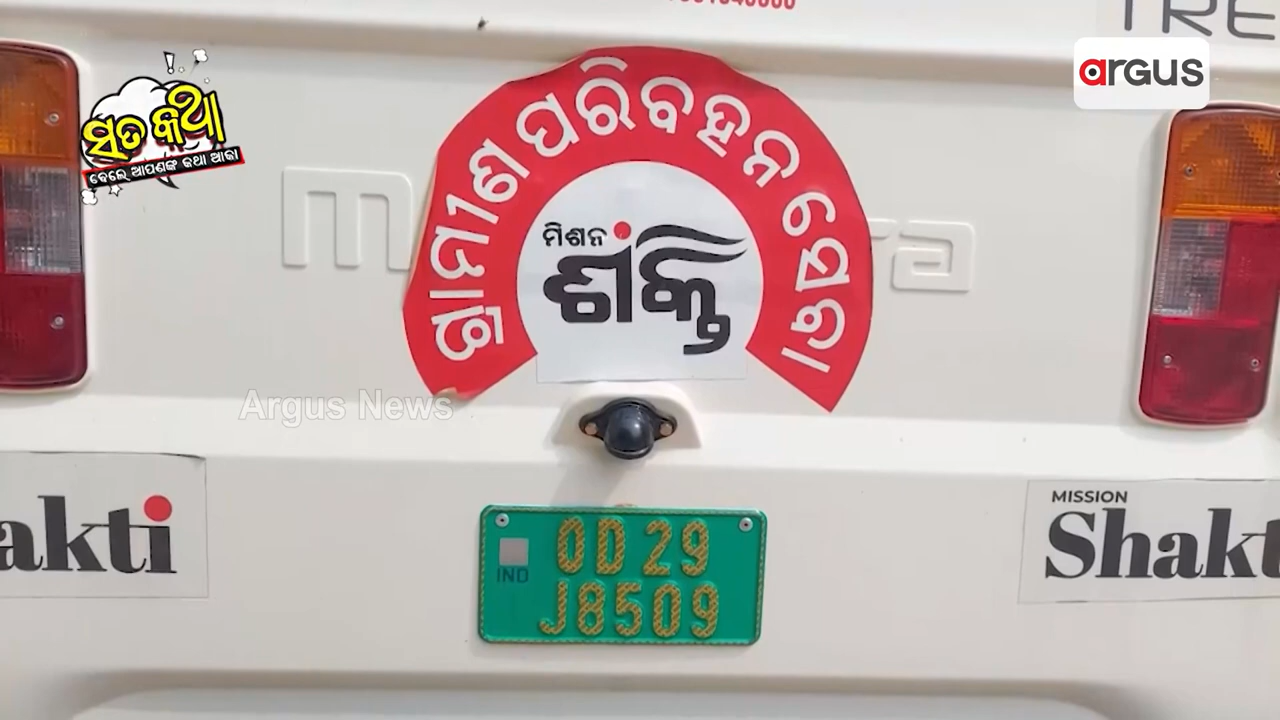 TRE
argus
ସତ କଥା
ବେଲେ ଆପଣଙ୍କ କଥା ଆକା
ଗ୍ରାମୀଣ ପରିବହନ ସେବା
ମିଶନ
ଶକ୍ତି
Argus News
akti
MISSION
Shakt
IND
OD 29
J8509